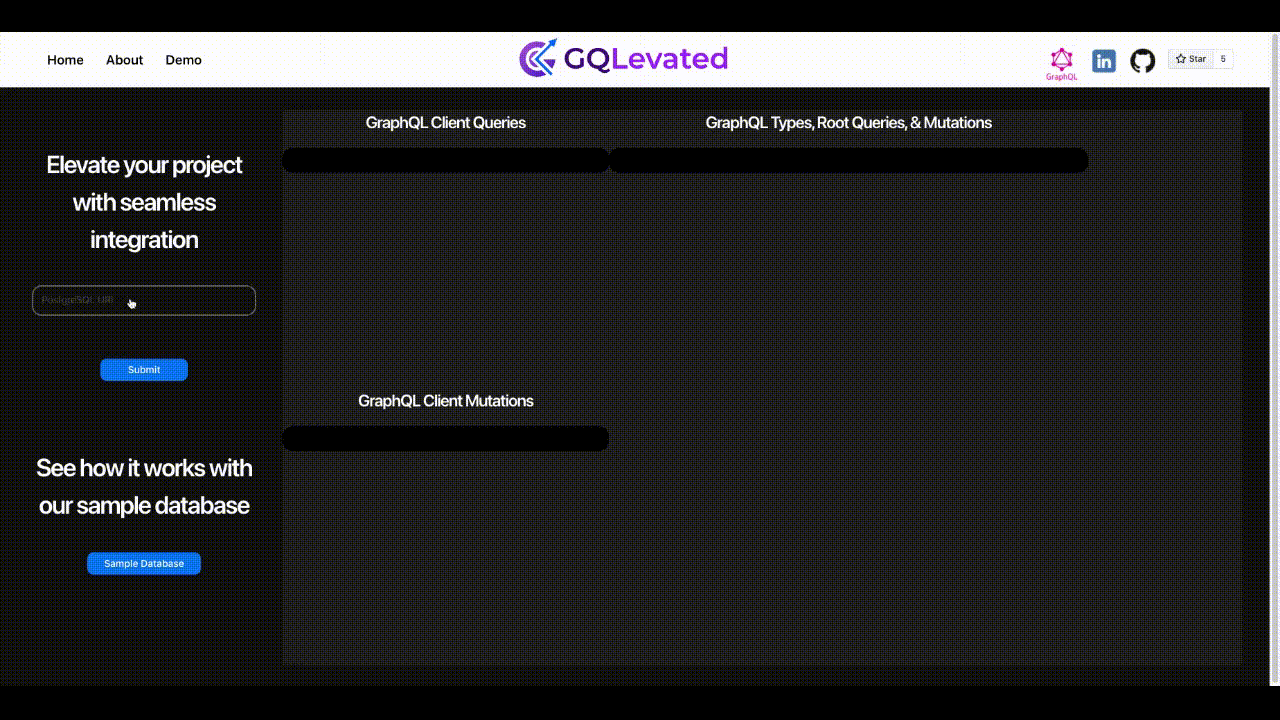 Home About Demo
GQLevated
GraphQL
in
Star 5
Elevate your project
with seamless
integration
PostgreSQL URI
Submit
See how it works with
our sample database
Sample Database
GraphQL Client Queries
GraphQL Types, Root Queries, & Mutations
GraphQL Client Mutations